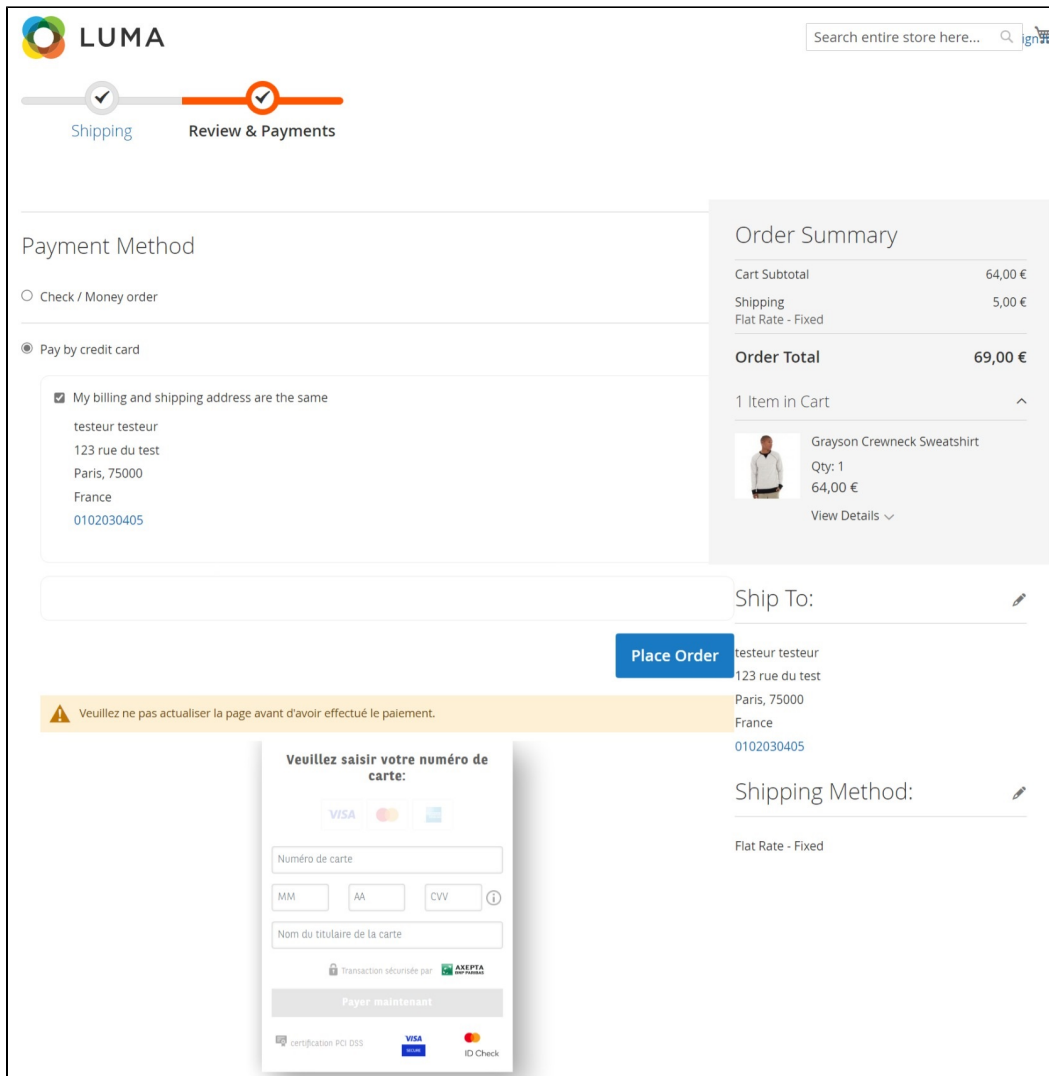 LUMA
Search entire store here...
Shipping
Review & Payments
Payment Method
Check / Money order
Pay by credit card
My billing and shipping address are the same
testeur testeur
123 rue du test
Paris, 75000
France
0102030405
Place Order
Veuillez ne pas actualiser la page avant d'avoir effectué le paiement.
Veuillez saisir votre numéro de
carte:
VISA
Numéro de carte
MM AA CVV
Nom du titulaire de la carte
Transaction sécurisée par AXEPTA
BNP PARIBAS
Payer maintenant
certification PCI DSS
VISA
SECURE
ID Check
Order Summary
Cart Subtotal 64,00 €
Shipping 5,00 €
Flat Rate - Fixed
Order Total 69,00 €
1 Item in Cart
Grayson Crewneck Sweatshirt
Qty: 1
64,00 €
View Details
Ship To:
testeur testeur
123 rue du test
Paris, 75000
France
0102030405
Shipping Method:
Flat Rate - Fixed